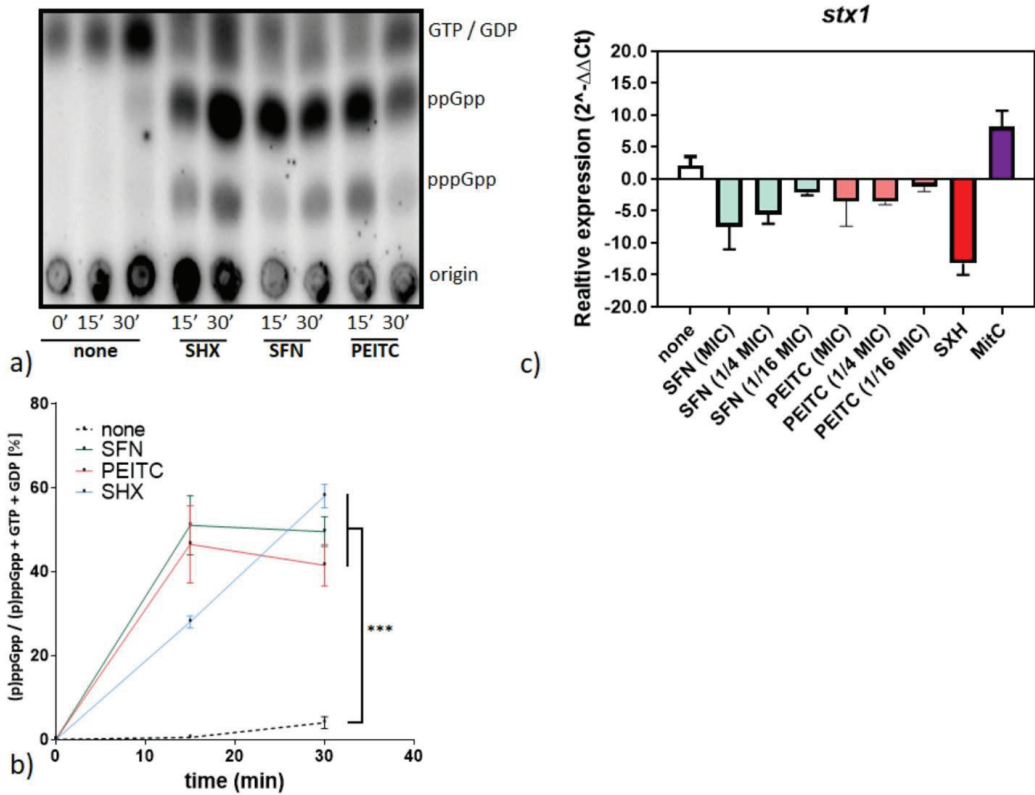 GTP / GDP
ppGpp
pppGpp
origin
0’ 15’ 30’ 15’ 30’ 15’ 30’ 15’ 30’
none SHX SFN PEITC
a)
stx1
Realtive expression (2^-ΔΔCt)
20.0
15.0
10.0
5.0
0.0
-5.0
-10.0
-15.0
-20.0
none
SFN (MIC)
SFN (1/4 MIC)
SFN (1/16 MIC)
PEITC (MIC)
PEITC (1/4 MIC)
PEITC (1/16 MIC)
SXH
MitC
c)
(p)ppGpp / (p)ppGpp + GTP + GDP [%]
80
60
40
20
0
none
SFN
PEITC
SHX
***
0 10 20 30 40
time (min)
b)